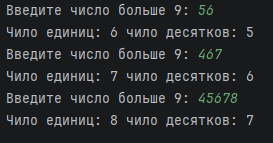 Введите число больше 9: 56
Чило единиц: 6 чило десятков: 5
Введите число больше 9: 467
Чило единиц: 7 чило десятков: 6
Введите число больше 9: 45678
Чило единиц: 8 чило десятков: 7